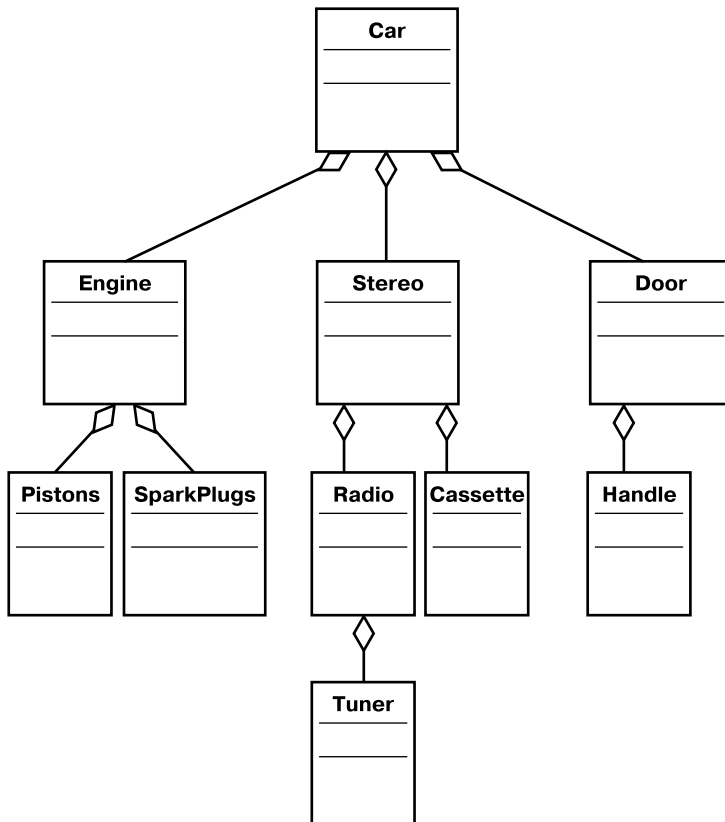 Car
Engine
Stereo
Door
Pistons
SparkPlugs
Radio
Cassette
Handle
Tuner